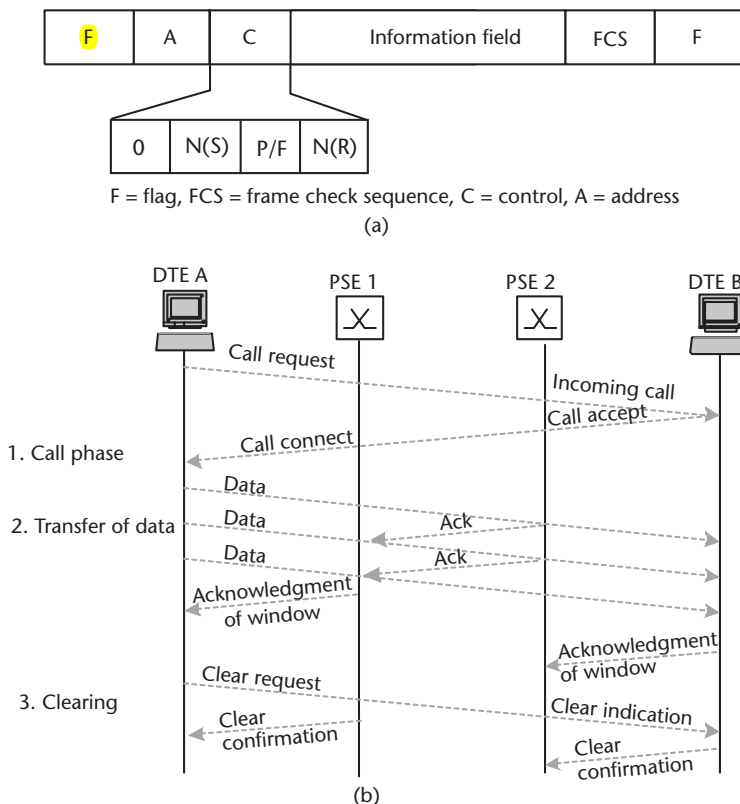 F A C Information field FCS F
0 N(S) P/F N(R)
F = flag, FCS = frame check sequence, C = control, A = address
(a)
DTE A PSE 1 PSE 2 DTE B
Call request
Incoming call
Call accept
Call connect
1. Call phase
Data
2. Transfer of data
Data
Ack
Data
Ack
Acknowledgment
of window
Acknowledgment
of window
Clear request
3. Clearing
Clear indication
Clear
confirmation
Clear
confirmation
(b)